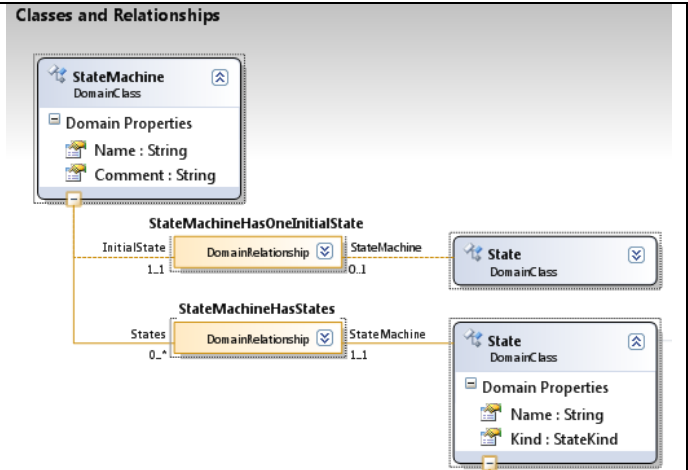 Classes and Relationships
StateMachine
DomainClass
Domain Properties
Name : String
Comment : String
StateMachineHasOneInitialState
InitialState DomainRelationship StateMachine
1..1 0..1
State
DomainClass
StateMachineHasStates
States DomainRelationship StateMachine
0..* 1..1
State
DomainClass
Domain Properties
Name : String
Kind : StateKind